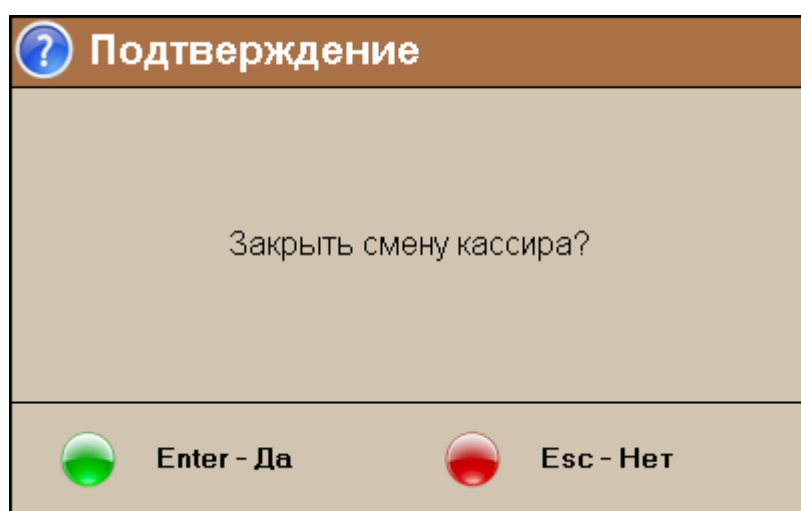 Подтверждение
Закрыть смену кассира?
Enter - Да Esc - Нет